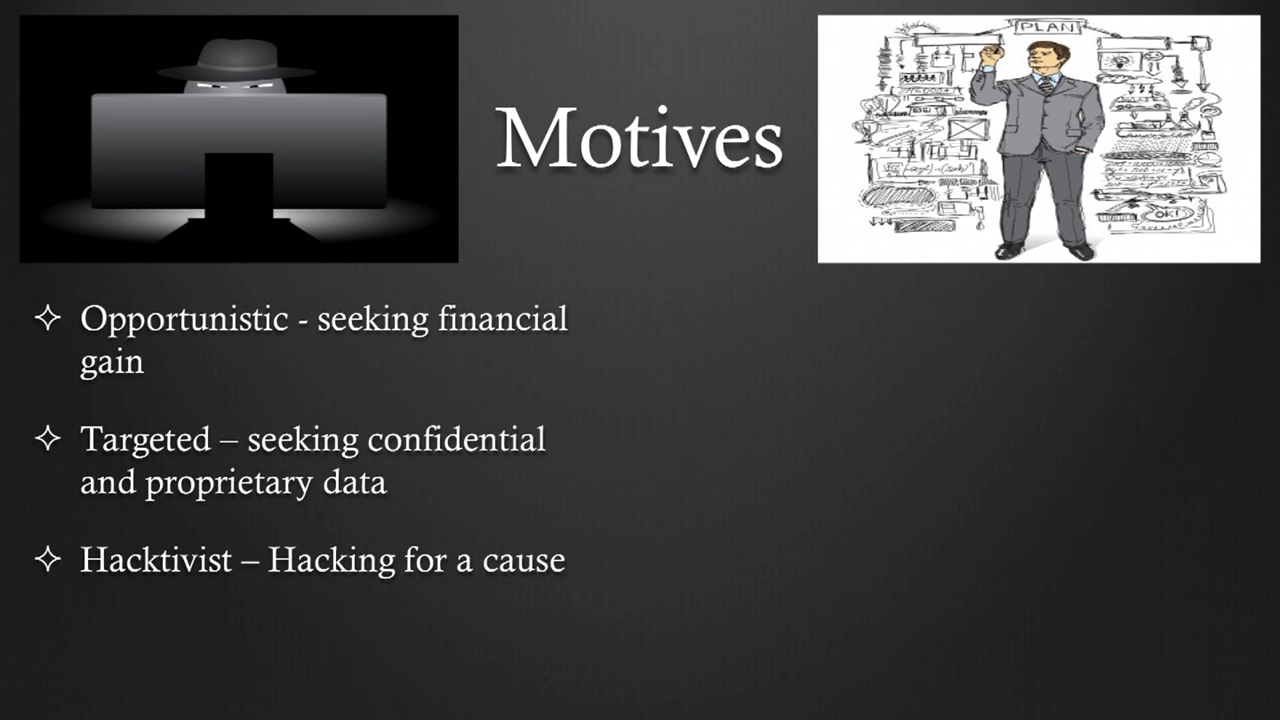 Motives
PLAN
OK!
Opportunistic - seeking financial
gain
Targeted – seeking confidential
and proprietary data
Hacktivist – Hacking for a cause